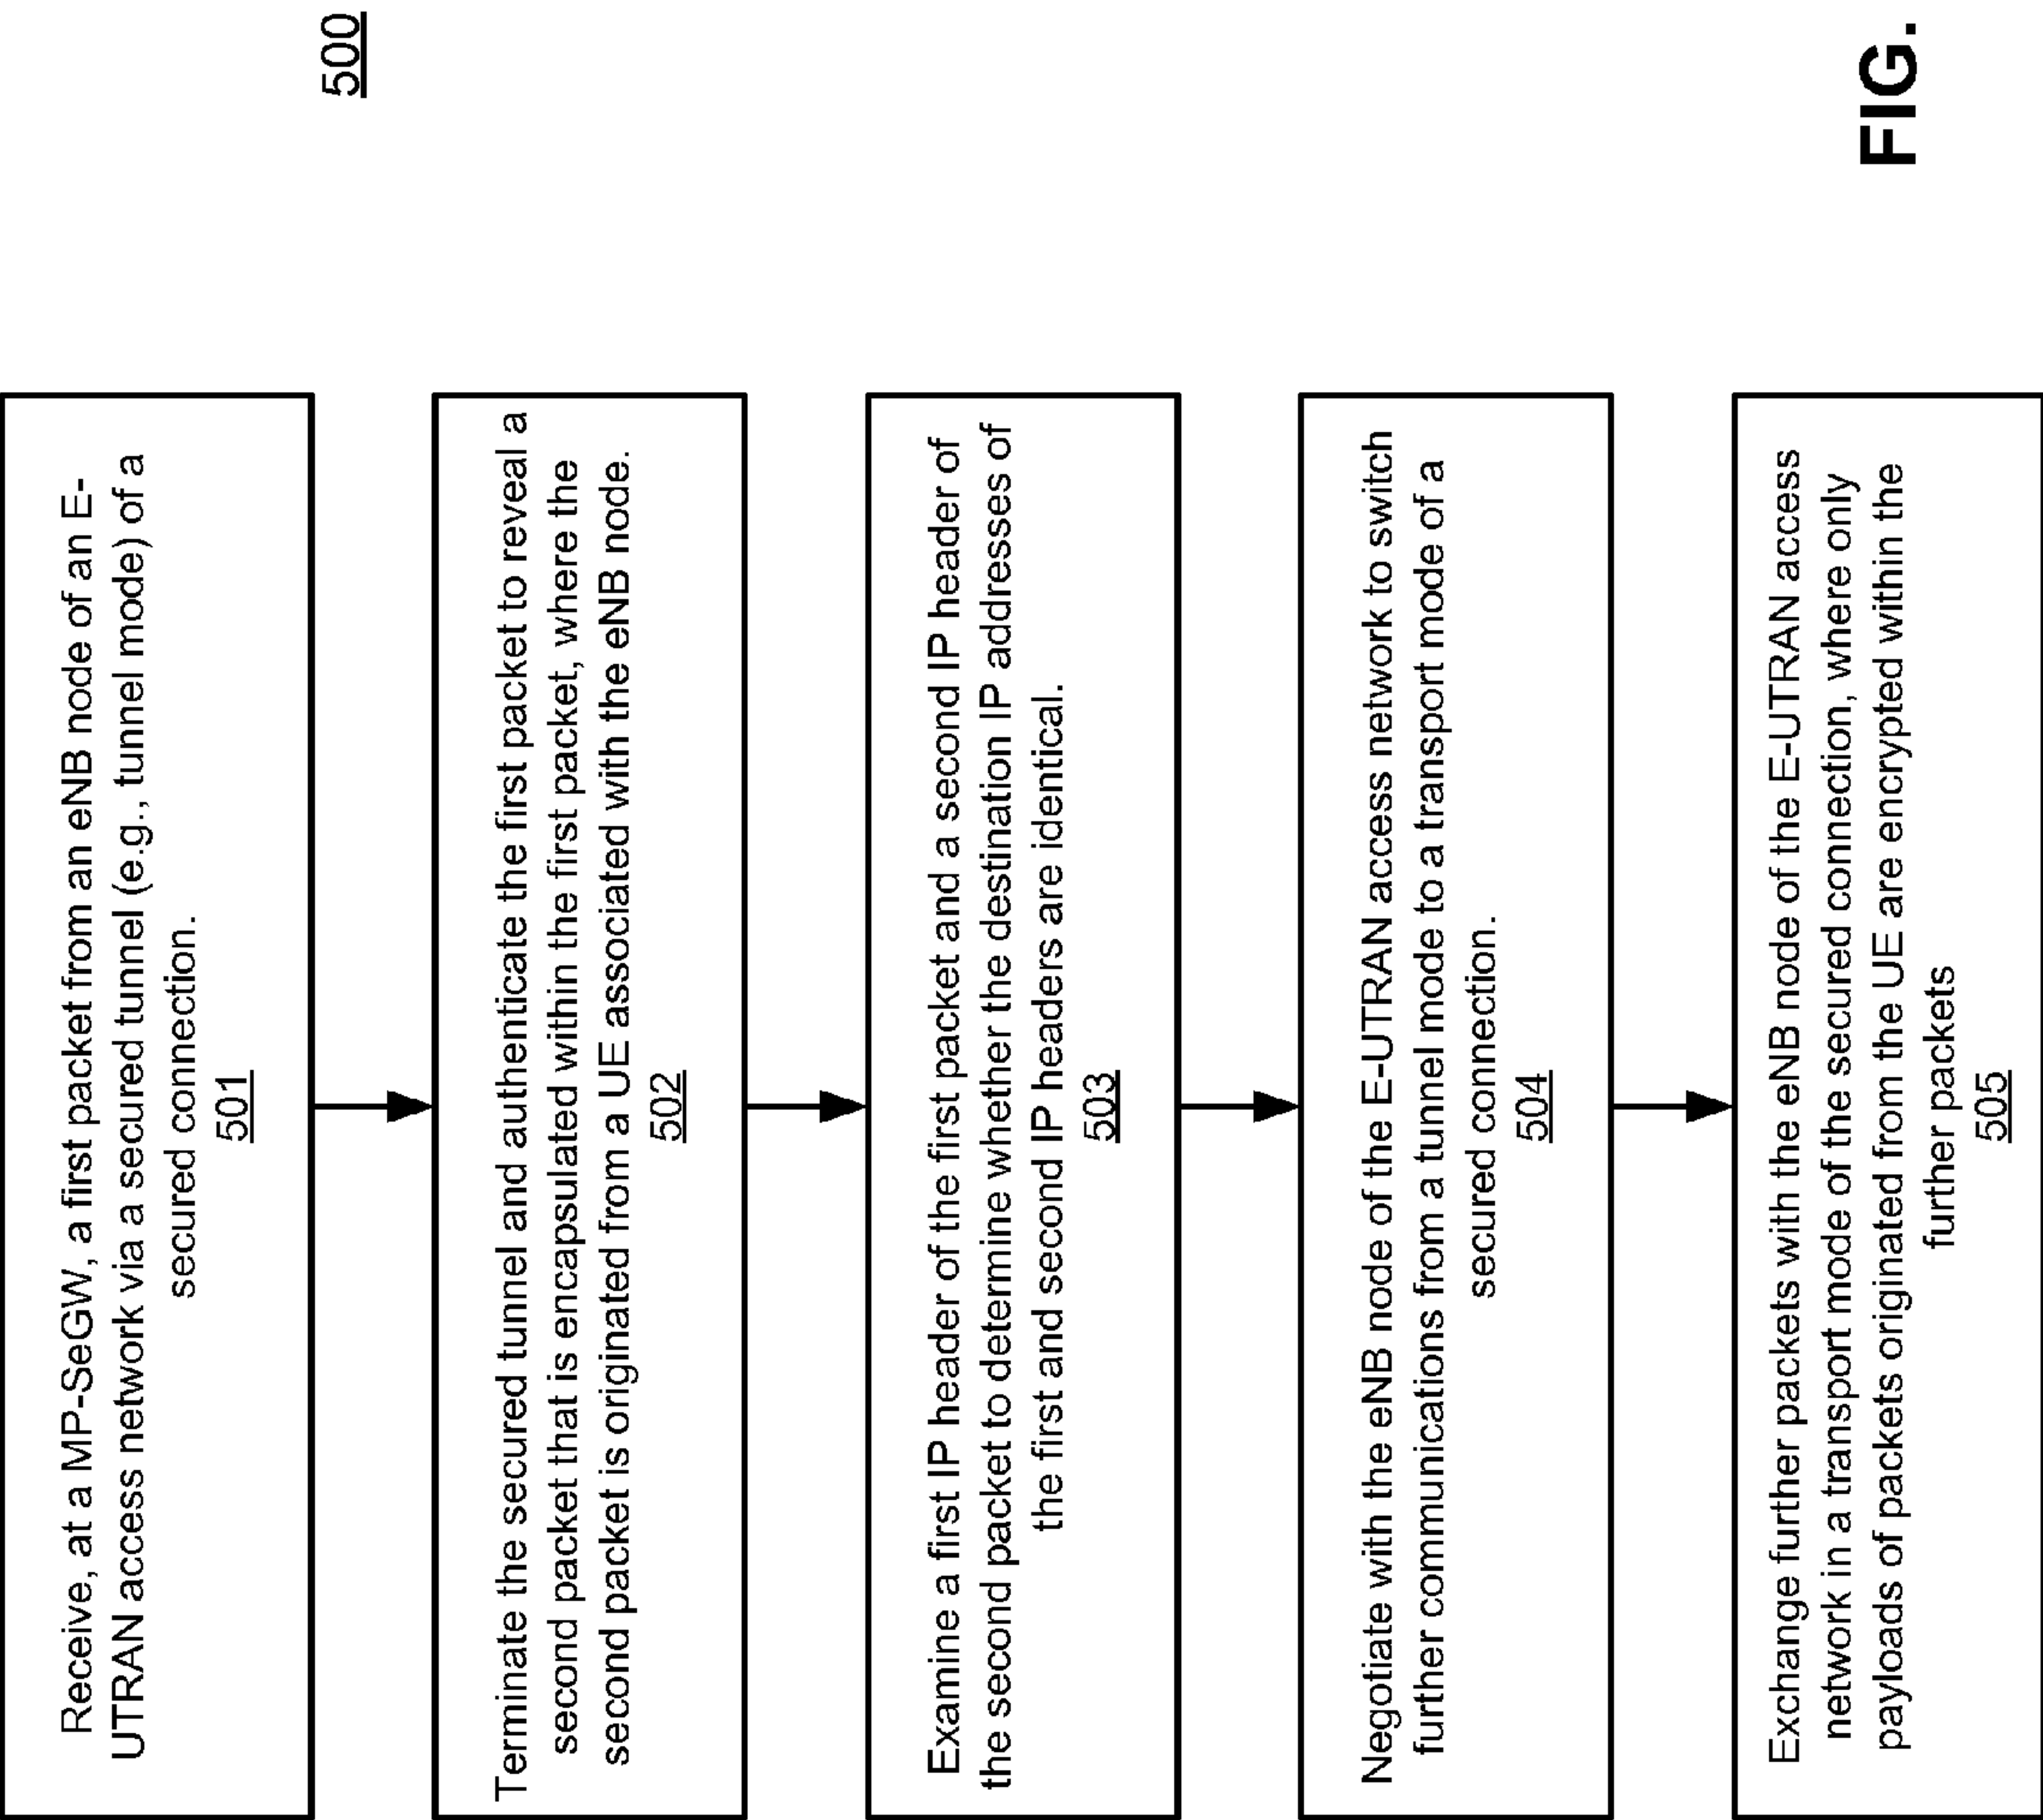 500
Receive, at a MP-SeGW, a first packet from an eNB node of an E-
UTRAN access network via a secured tunnel (e.g., tunnel mode) of a
secured connection.
501
Terminate the secured tunnel and authenticate the first packet to reveal a
second packet that is encapsulated within the first packet, where the
second packet is originated from a UE associated with the eNB node.
502
Examine a first IP header of the first packet and a second IP header of
the second packet to determine whether the destination IP addresses of
the first and second IP headers are identical.
503
Negotiate with the eNB node of the E-UTRAN access network to switch
further communications from a tunnel mode to a transport mode of a
secured connection.
504
Exchange further packets with the eNB node of the E-UTRAN access
network in a transport mode of the secured connection, where only
payloads of packets originated from the UE are encrypted within the
further packets
505
FIG.